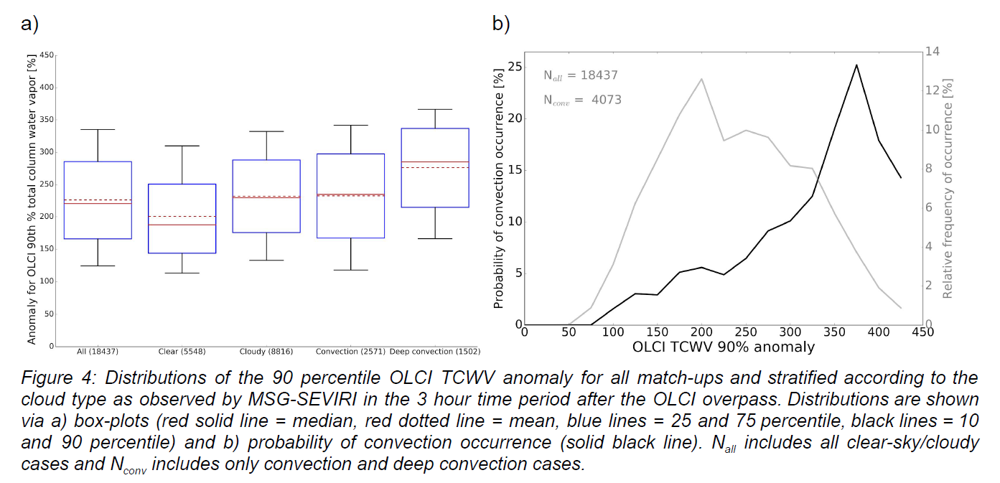 a)
Anomaly for OLCI 90th % total column water vapor [%]
450
400
350
300
250
200
150
100
50
0
All (18437)
Clear (5548)
Cloudy (8816)
Convection (2571)
Deep convection (1502)
b)
Probability of convection occurrence [%]
25
20
15
10
5
0
N_all = 18437
N_conv = 4073
14
12
10
8
6
4
2
0
Relative frequency of occurrence [%]
0
50
100
150
200
250
300
350
400
450
OLCI TCWV 90% anomaly
Figure 4: Distributions of the 90 percentile OLCI TCWV anomaly for all match-ups and stratified according to the
cloud type as observed by MSG-SEVIRI in the 3 hour time period after the OLCI overpass. Distributions are shown
via a) box-plots (red solid line = median, red dotted line = mean, blue lines = 25 and 75 percentile, black lines = 10
and 90 percentile) and b) probability of convection occurrence (solid black line). N_all includes all clear-sky/cloudy
cases and N_conv includes only convection and deep convection cases.